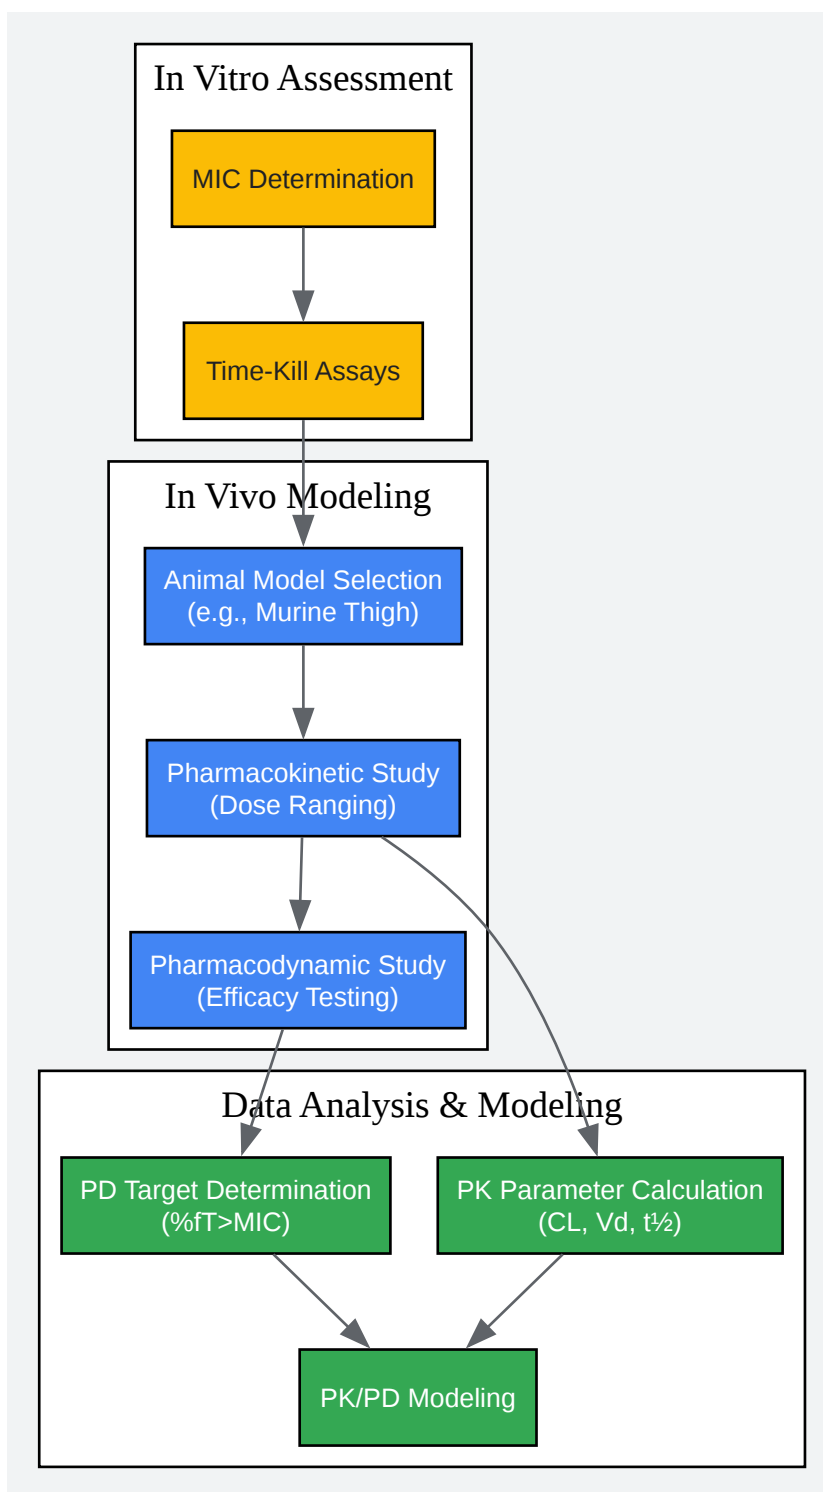 In Vitro Assessment
MIC Determination
Time-Kill Assays
In Vivo Modeling
Animal Model Selection
(e.g., Murine Thigh)
Pharmacokinetic Study
(Dose Ranging)
Pharmacodynamic Study
(Efficacy Testing)
Data Analysis & Modeling
PD Target Determination
(%fT>MIC)
PK Parameter Calculation
(CL, Vd, t½)
PK/PD Modeling